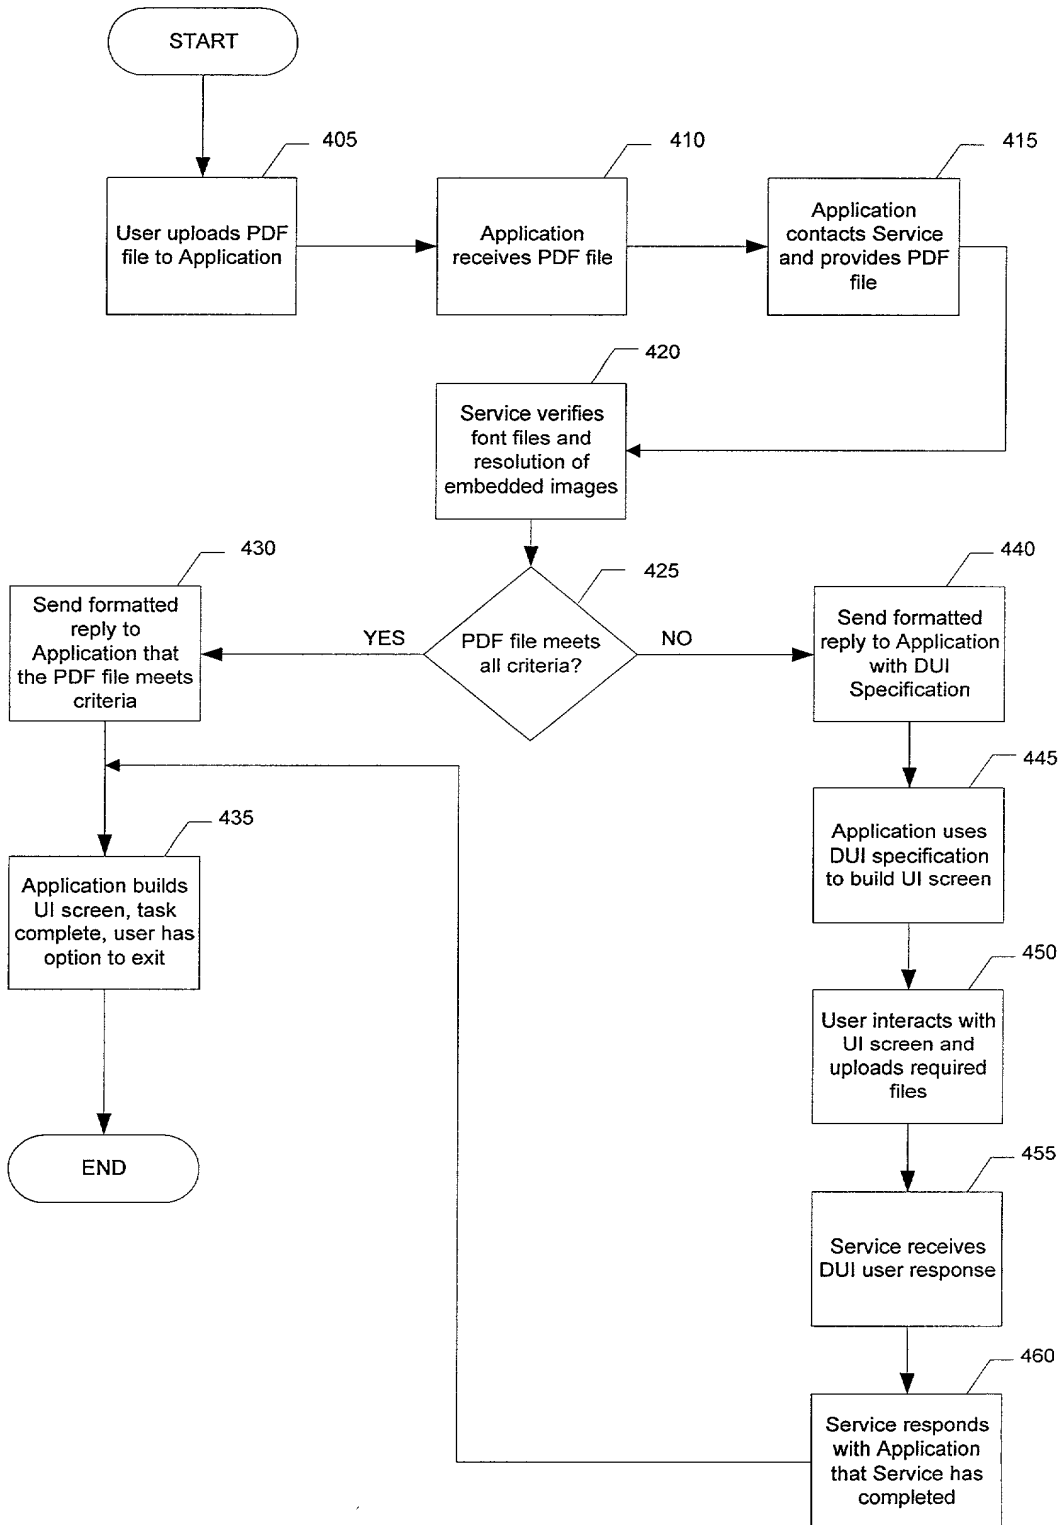 START
405
410
415
User uploads PDF
file to Application
Application
receives PDF file
Application
contacts Service
and provides PDF
file
420
Service verifies
font files and
resolution of
embedded images
430
425
440
Send formatted
reply to
Application that
the PDF file meets
criteria
YES
PDF file meets
all criteria?
NO
Send formatted
reply to Application
with DUI
Specification
445
435
Application uses
DUI specification
to build UI screen
Application builds
UI screen, task
complete, user has
option to exit
450
User interacts with
UI screen and
uploads required
files
END
455
Service receives
DUI user response
460
Service responds
with Application
that Service has
completed